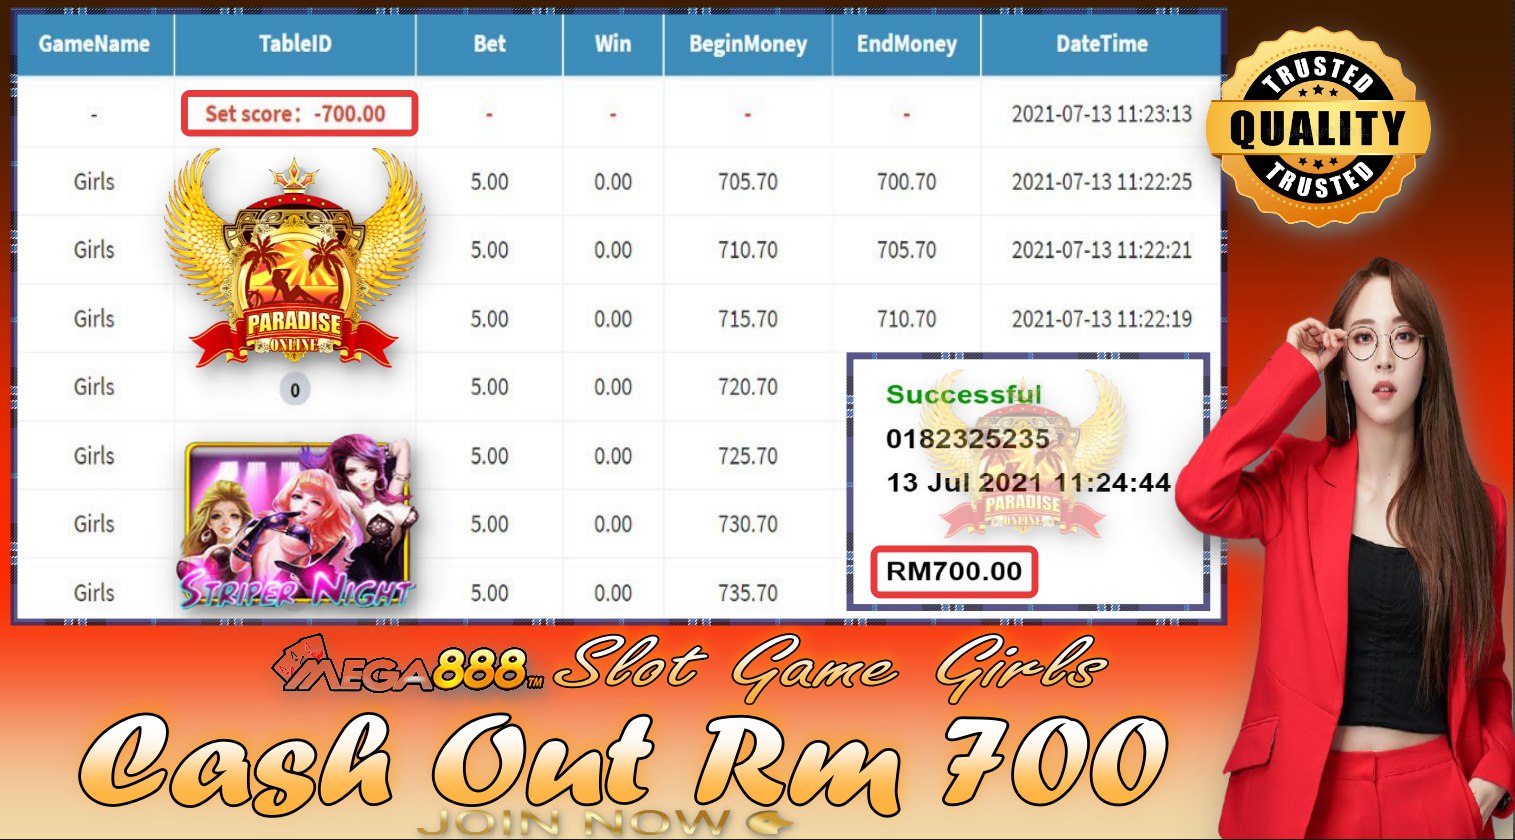 GameName TableID Bet Win BeginMoney EndMoney DateTime
- Set score: -700.00 - - - - 2021-07-13 11:23:13
Girls 5.00 0.00 705.70 700.70 2021-07-13 11:22:25
Girls 5.00 0.00 710.70 705.70 2021-07-13 11:22:21
Girls 5.00 0.00 715.70 710.70 2021-07-13 11:22:19
Girls 0 5.00 0.00 720.70
Girls 5.00 0.00 725.70
Girls 5.00 0.00 730.70
Girls 5.00 0.00 735.70
PARADISE
ONLINE
STRIPER NIGHT
Successful
0182325235
13 Jul 2021 11:24:44
PARADISE
ONLINE
RM700.00
TRUSTED
QUALITY
TRUSTED
MEGA888™ Slot Game Girls
Cash Out Rm 700
JOIN NOW